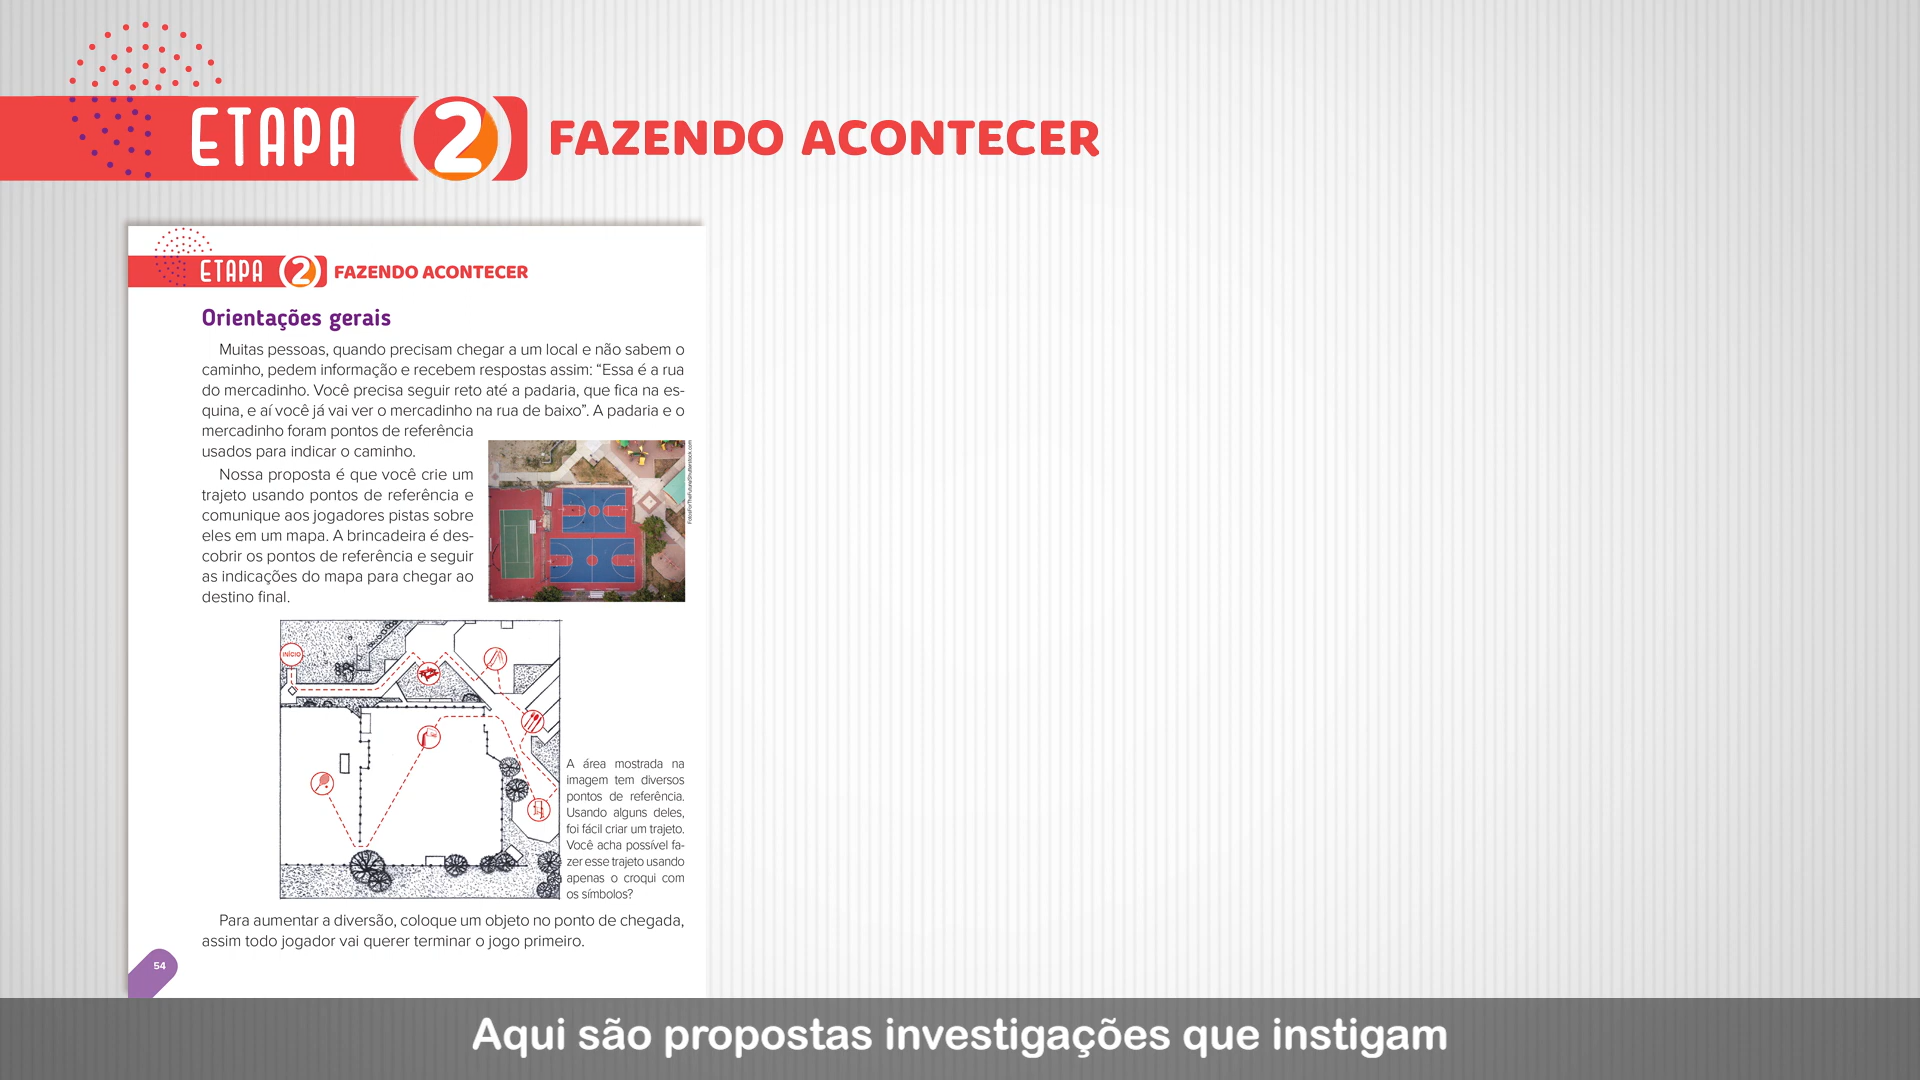 ETAPA 2 FAZENDO ACONTECER
ETAPA 2 FAZENDO ACONTECER
Orientações gerais
Muitas pessoas, quando precisam chegar a um local e não sabem o
caminho, pedem informação e recebem respostas assim: “Essa é a rua
do mercadinho. Você precisa seguir reto até a padaria, que fica na es-
quina, e aí você já vai ver o mercadinho na rua de baixo”. A padaria e o
mercadinho foram pontos de referência
usados para indicar o caminho.
Nossa proposta é que você crie um
trajeto usando pontos de referência e
comunique aos jogadores pistas sobre
eles em um mapa. A brincadeira é des-
cobrir os pontos de referência e seguir
as indicações do mapa para chegar ao
destino final.
FotosForTheFuture/Shutterstock.com
INÍCIO
A área mostrada na
imagem tem diversos
pontos de referência.
Usando alguns deles,
foi fácil criar um trajeto.
Você acha possível fa-
zer esse trajeto usando
apenas o croqui com
os símbolos?
Para aumentar a diversão, coloque um objeto no ponto de chegada,
assim todo jogador vai querer terminar o jogo primeiro.
54
Aqui são propostas investigações que instigam